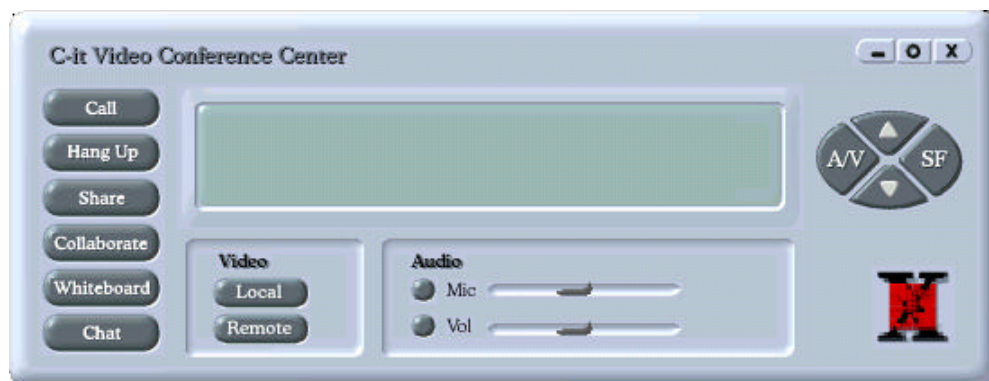 C-it Video Conference Center
Call
Hang Up
Share
Collaborate
Whiteboard
Chat
Video
Local
Remote
Audio
Mic
Vol
A/V
SF
X